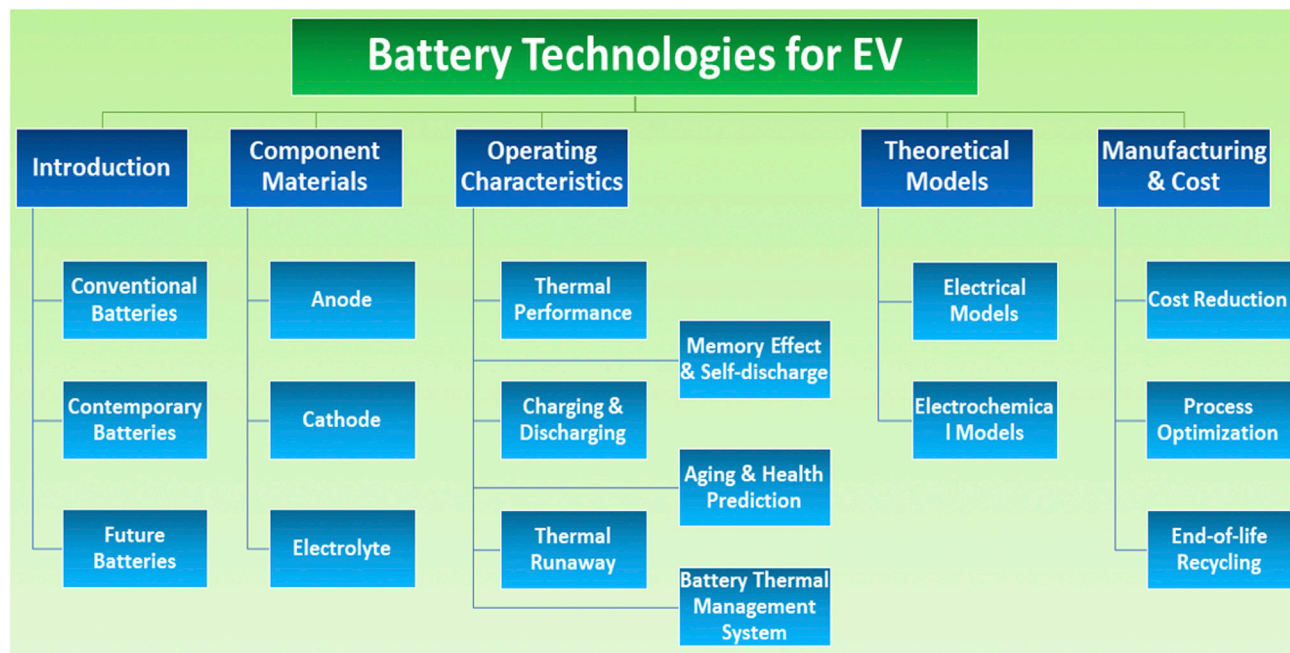 Battery Technologies for EV
Introduction
Conventional
Batteries
Contemporary
Batteries
Future
Batteries
Component
Materials
Anode
Cathode
Electrolyte
Operating
Characteristics
Thermal
Performance
Memory Effect
& Self-discharge
Charging &
Discharging
Aging & Health
Prediction
Thermal
Runaway
Battery Thermal
Management
System
Theoretical
Models
Electrical
Models
Electrochemica
l Models
Manufacturing
& Cost
Cost Reduction
Process
Optimization
End-of-life
Recycling